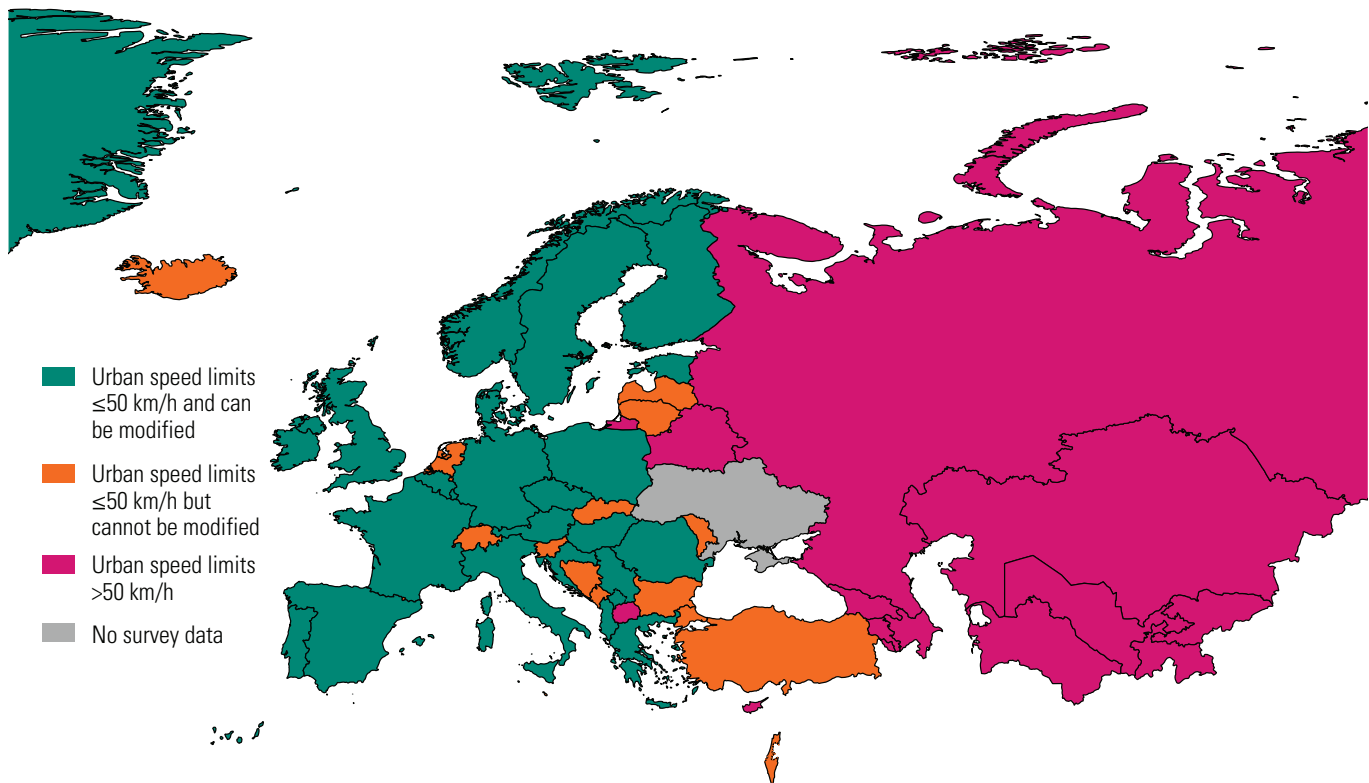 Urban speed limits
≤50 km/h and can
be modified
Urban speed limits
≤50 km/h but
cannot be modified
Urban speed limits
>50 km/h
No survey data